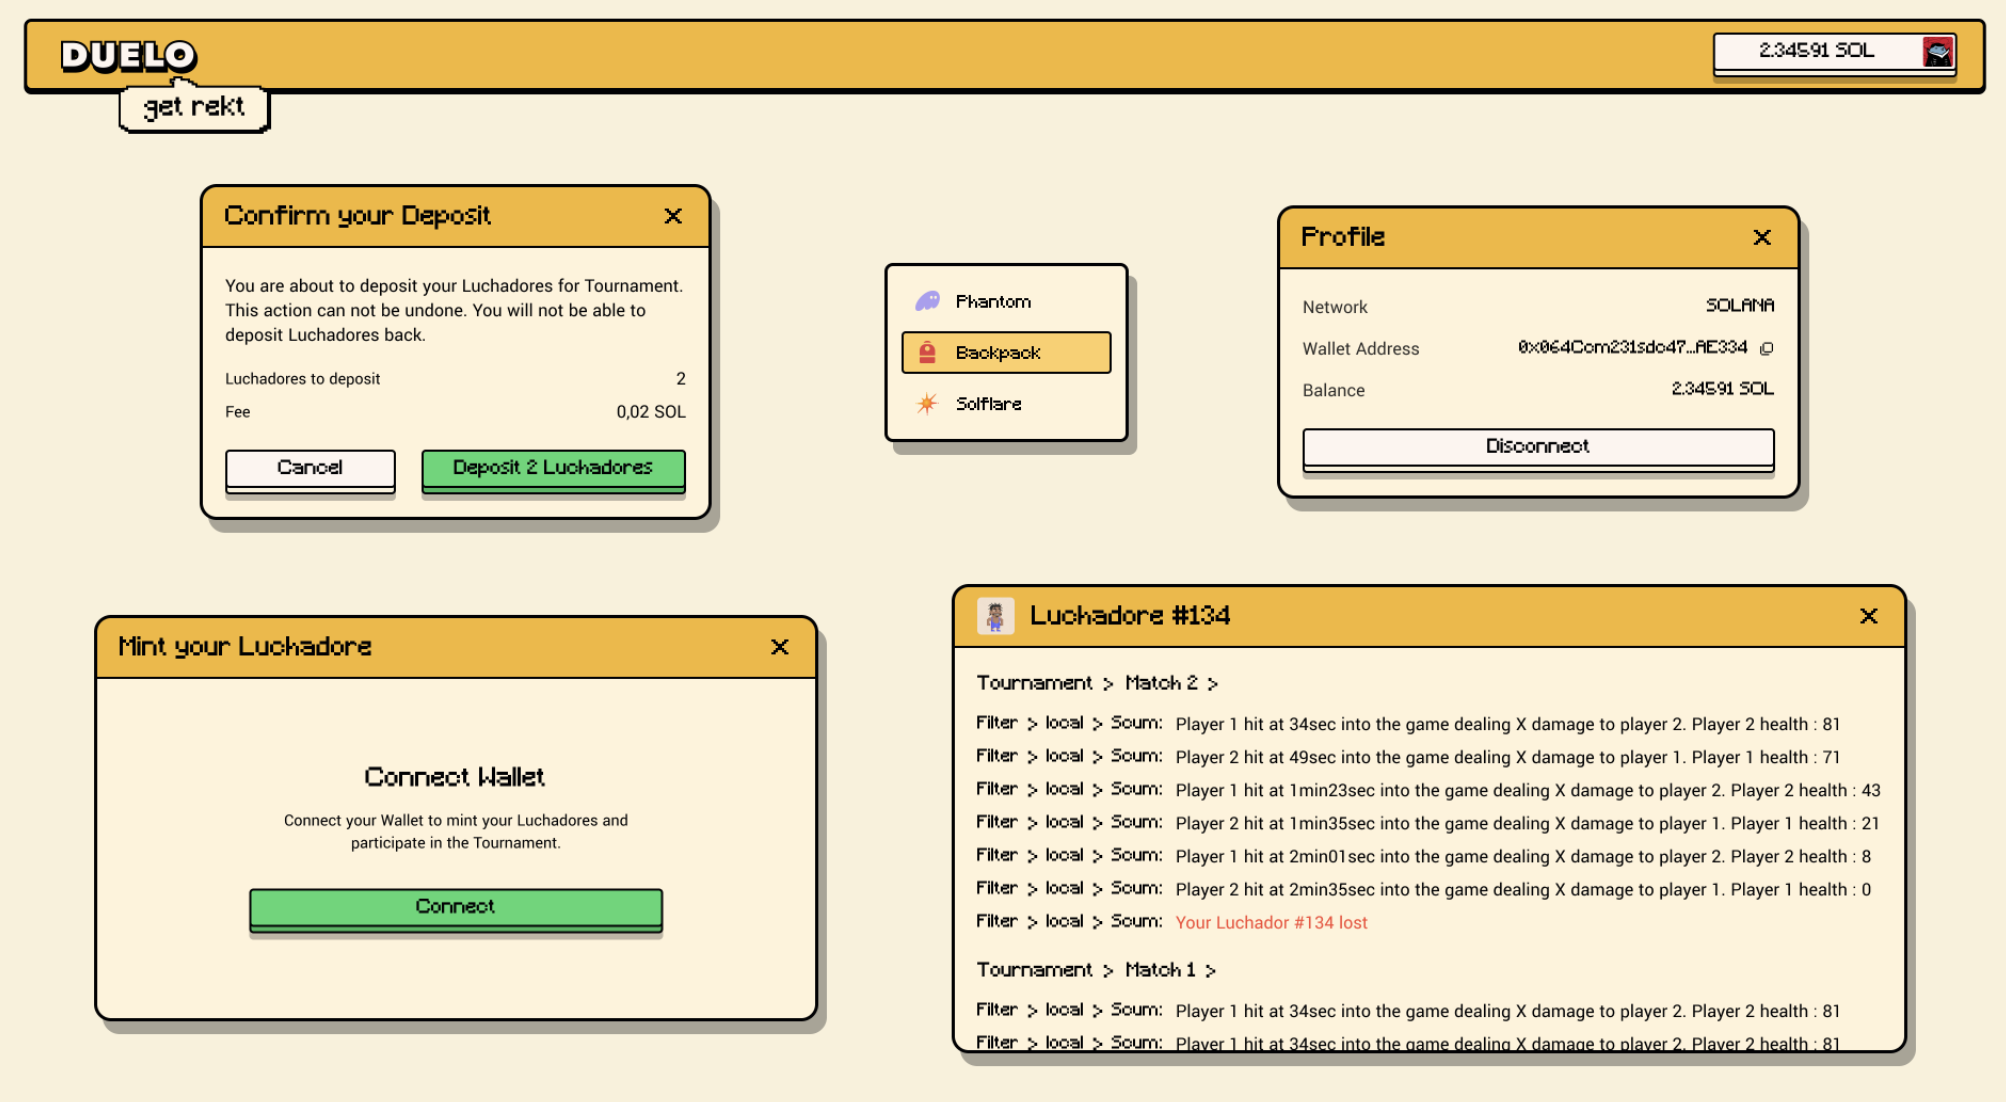 DUELO
get rekt
2.34591 SOL
Confirm your Deposit
You are about to deposit your Luchadores for Tournament.
This action can not be undone. You will not be able to
deposit Luchadores back.
Luchadores to deposit 2
Fee 0,02 SOL
Cancel Deposit 2 Luchadores
Phantom
Backpack
Solflare
Profile
Network SOLANA
Wallet Address 0x064Com231sdo47...AE334
Balance 2.34591 SOL
Disconnect
Mint your Luchadore
Connect Wallet
Connect your Wallet to mint your Luchadores and
participate in the Tournament.
Connect
Luchadore #134
Tournament > Match 2 >
Filter > local > Scum: Player 1 hit at 34sec into the game dealing X damage to player 2. Player 2 health : 81
Filter > local > Scum: Player 2 hit at 49sec into the game dealing X damage to player 1. Player 1 health : 71
Filter > local > Scum: Player 1 hit at 1min23sec into the game dealing X damage to player 2. Player 2 health : 43
Filter > local > Scum: Player 2 hit at 1min35sec into the game dealing X damage to player 1. Player 1 health : 21
Filter > local > Scum: Player 1 hit at 2min01sec into the game dealing X damage to player 2. Player 2 health : 8
Filter > local > Scum: Player 2 hit at 2min35sec into the game dealing X damage to player 1. Player 1 health : 0
Filter > local > Scum: Your Luchador #134 lost
Tournament > Match 1 >
Filter > local > Scum: Player 1 hit at 34sec into the game dealing X damage to player 2. Player 2 health : 81
Filter > local > Scum: Player 1 hit at 34sec into the game dealing X damage to player 2. Player 2 health : 81